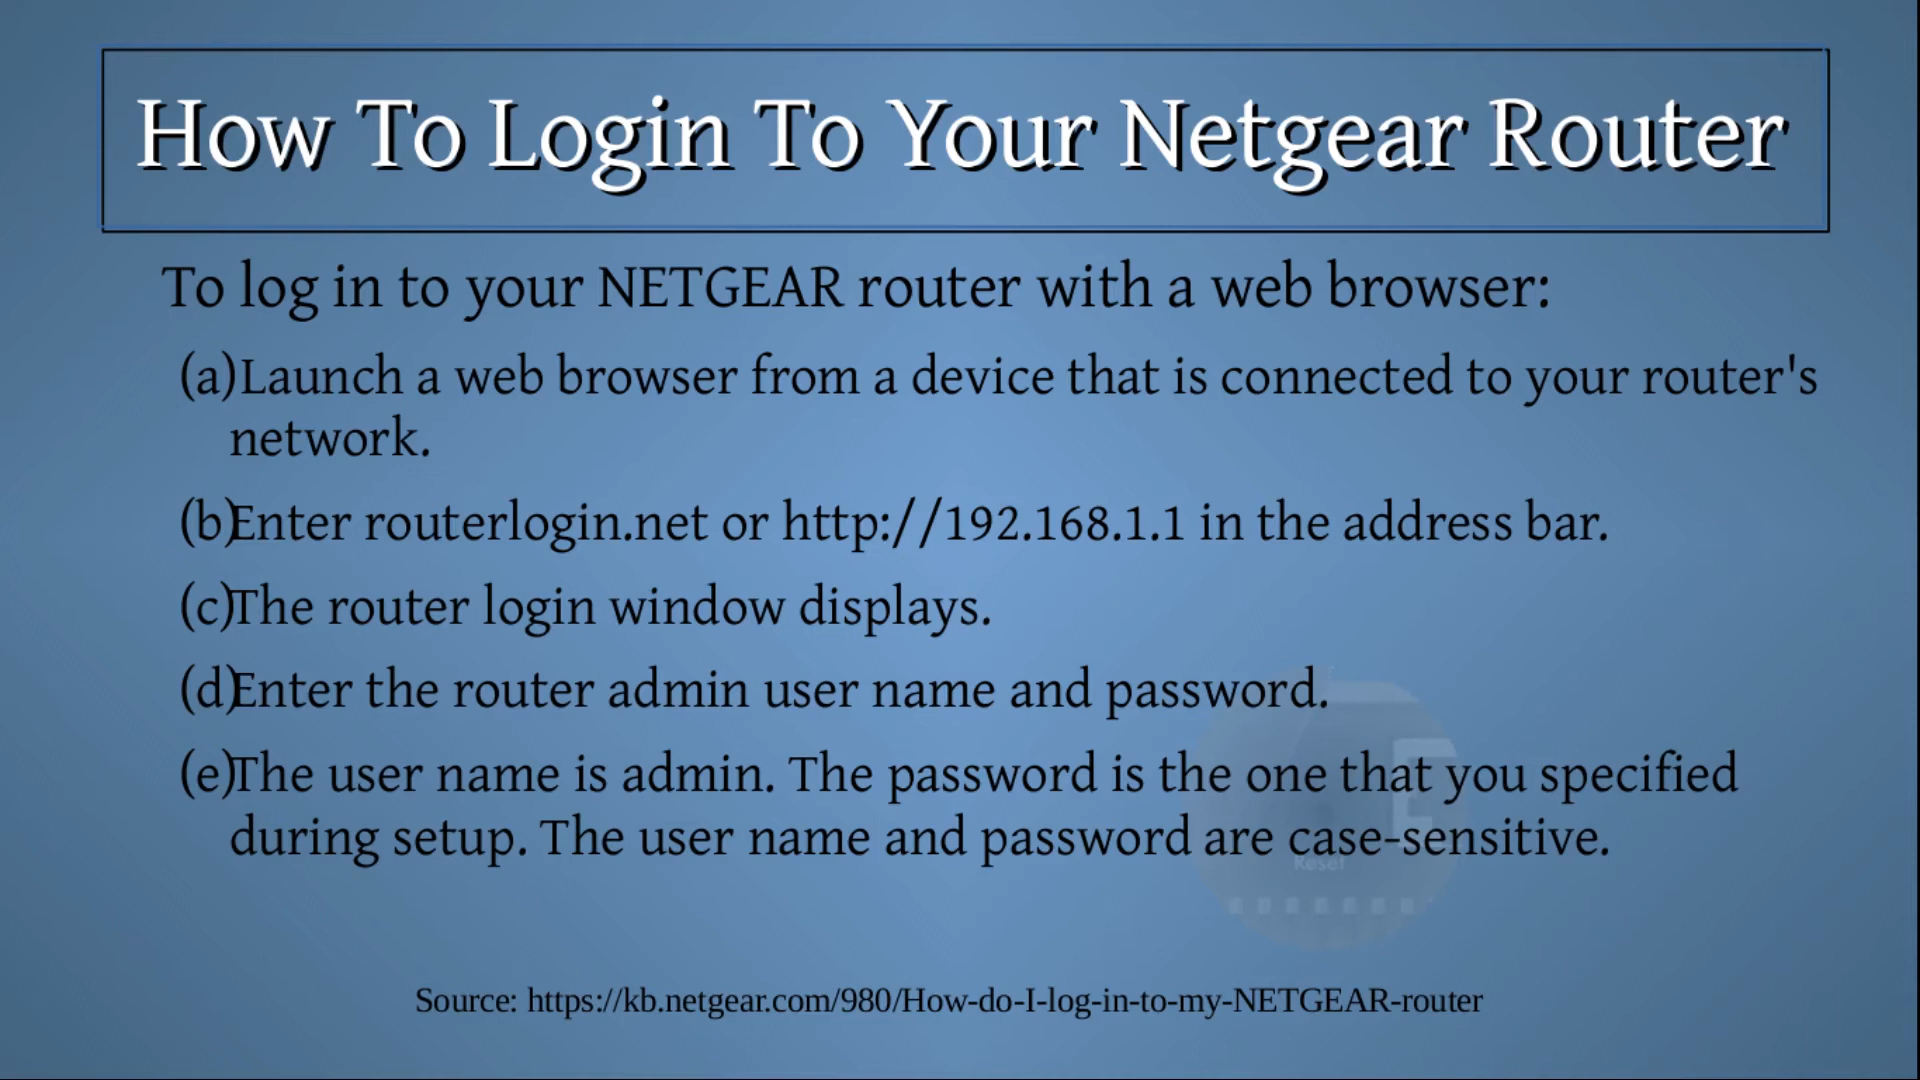 How To Login To Your Netgear Router
To log in to your NETGEAR router with a web browser:
(a)Launch a web browser from a device that is connected to your router's
network.
(b)Enter routerlogin.net or http://192.168.1.1 in the address bar.
(c)The router login window displays.
(d)Enter the router admin user name and password.
(e)The user name is admin. The password is the one that you specified
during setup. The user name and password are case-sensitive.
Reset
Source: https://kb.netgear.com/980/How-do-I-log-in-to-my-NETGEAR-router